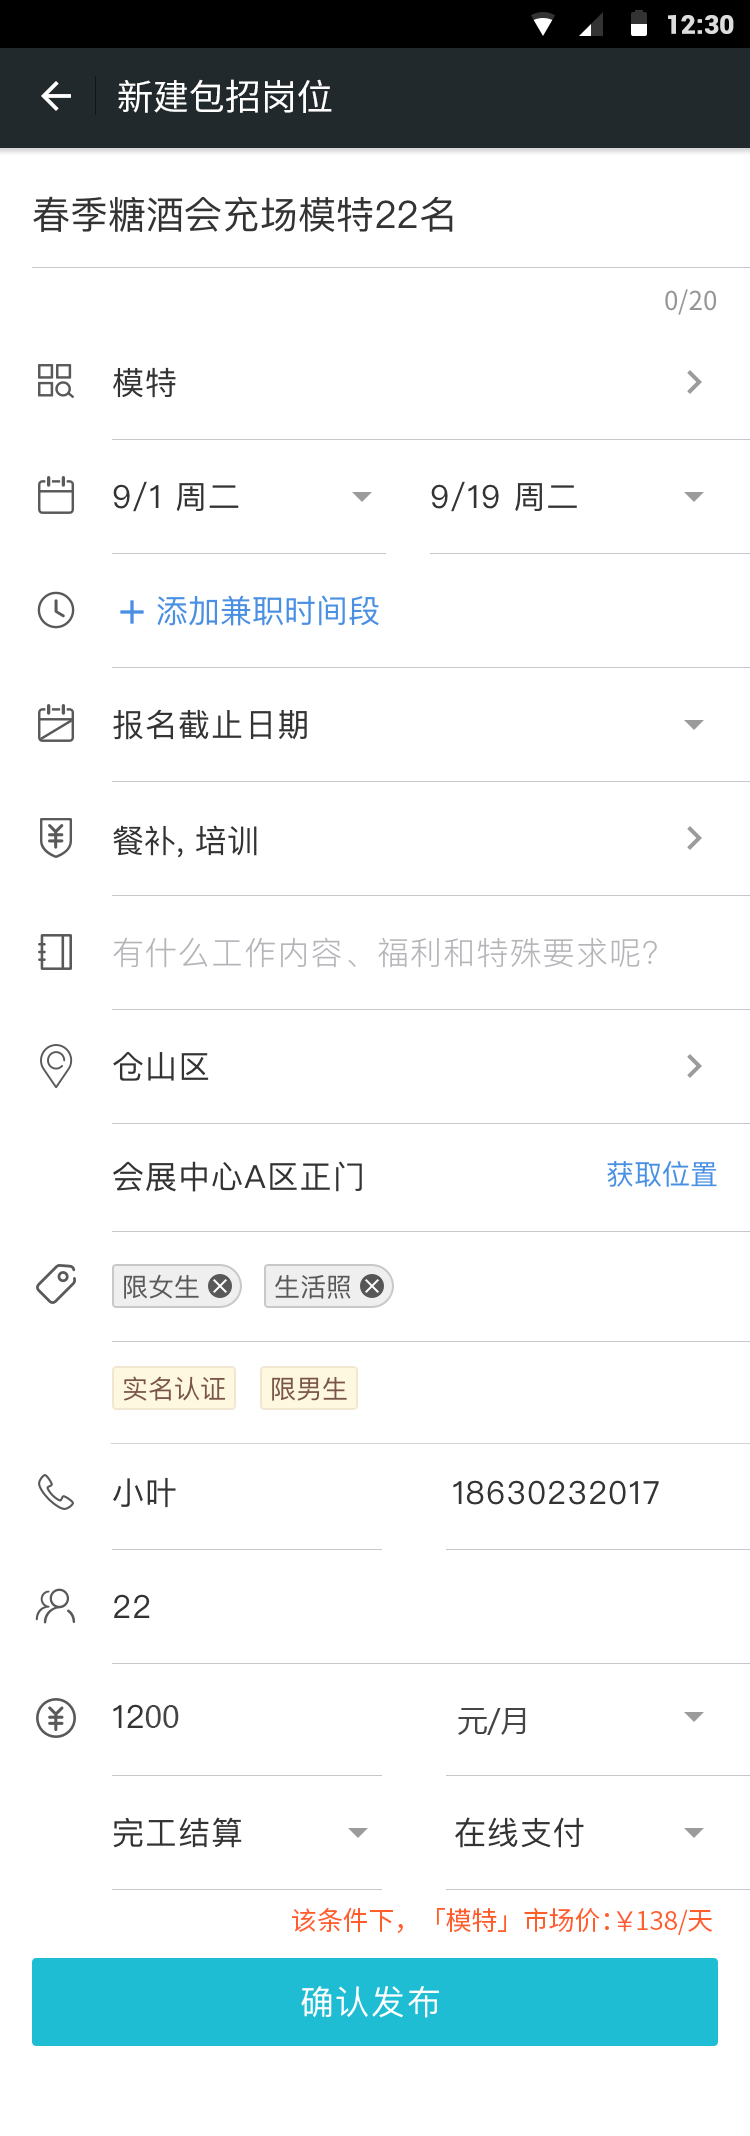 12:30
新建包招岗位
春季糖酒会充场模特22名
0/20
模特
9/1 周二 9/19 周二
+ 添加兼职时间段
报名截止日期
餐补, 培训
有什么工作内容、福利和特殊要求呢?
仓山区
会展中心A区正门 获取位置
限女生 生活照
实名认证 限男生
小叶 18630232017
22
1200 元/月
完工结算 在线支付
该条件下，「模特」市场价:¥138/天
确认发布